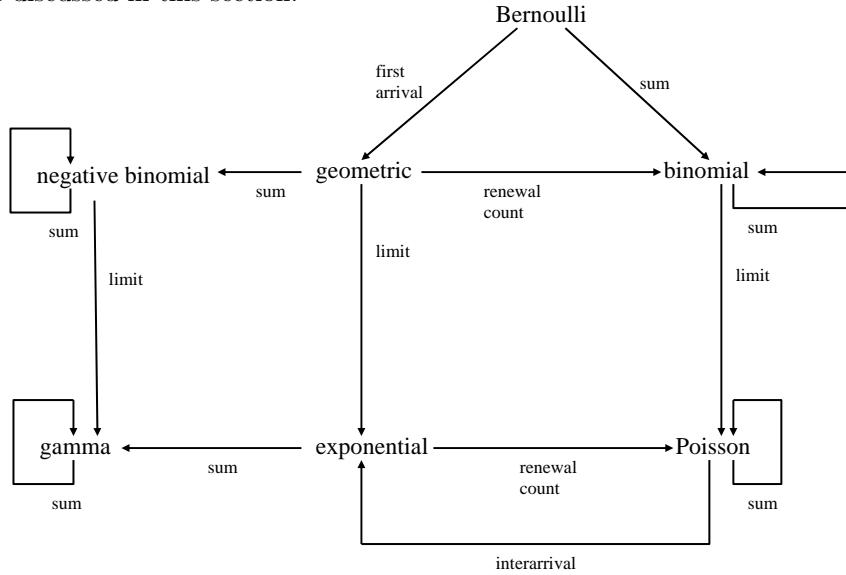 discussed in this section.
Bernoulli
first
arrival
sum
negative binomial
geometric
binomial
sum
renewal
count
sum
sum
limit
limit
limit
gamma
exponential
Poisson
sum
renewal
count
sum
sum
interarrival